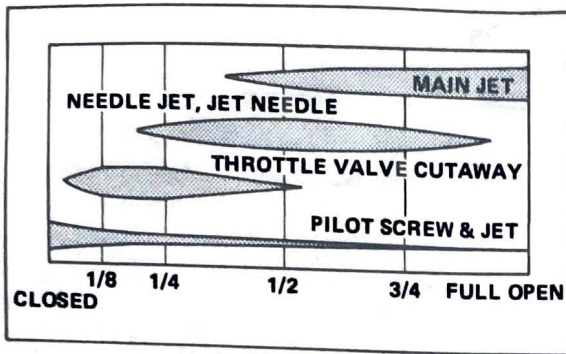 MAIN JET
NEEDLE JET, JET NEEDLE
THROTTLE VALVE CUTAWAY
PILOT SCREW & JET
1/8 1/4 1/2 3/4 FULL OPEN
CLOSED